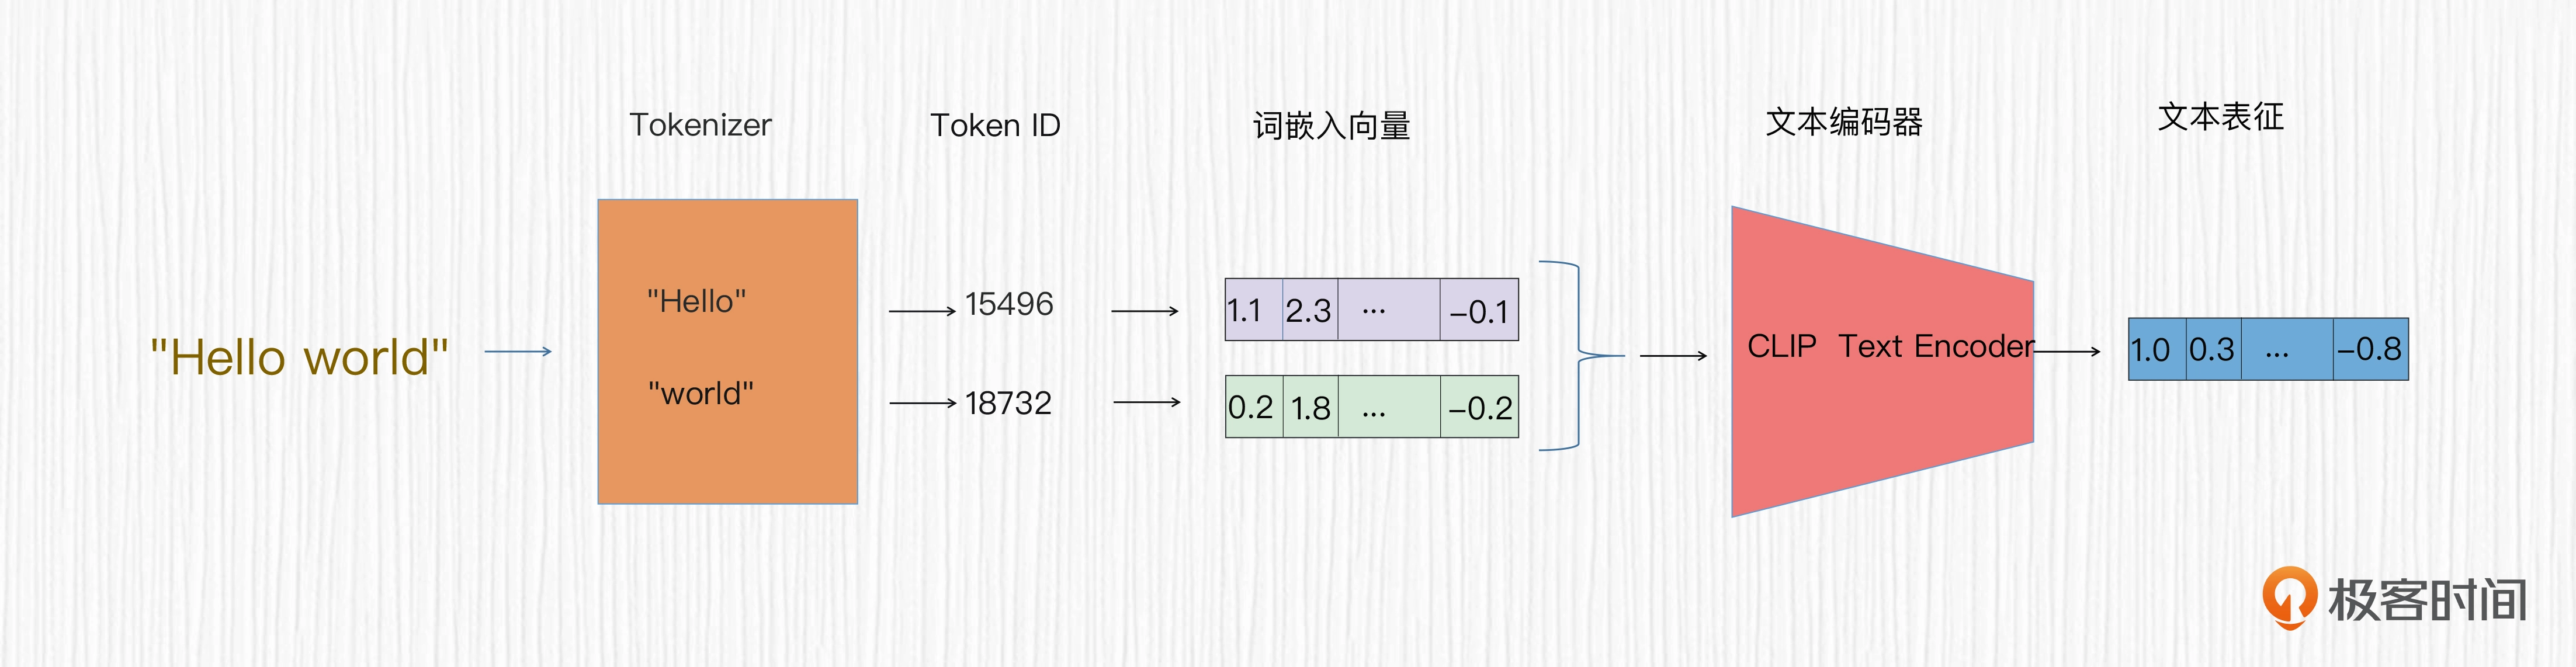 Tokenizer
Token ID
词嵌入向量
文本编码器
文本表征
"Hello world"
"Hello"
15496
1.1 2.3 ... -0.1
"world"
18732
0.2 1.8 ... -0.2
CLIP Text Encoder
1.0 0.3 ... -0.8
极客时间